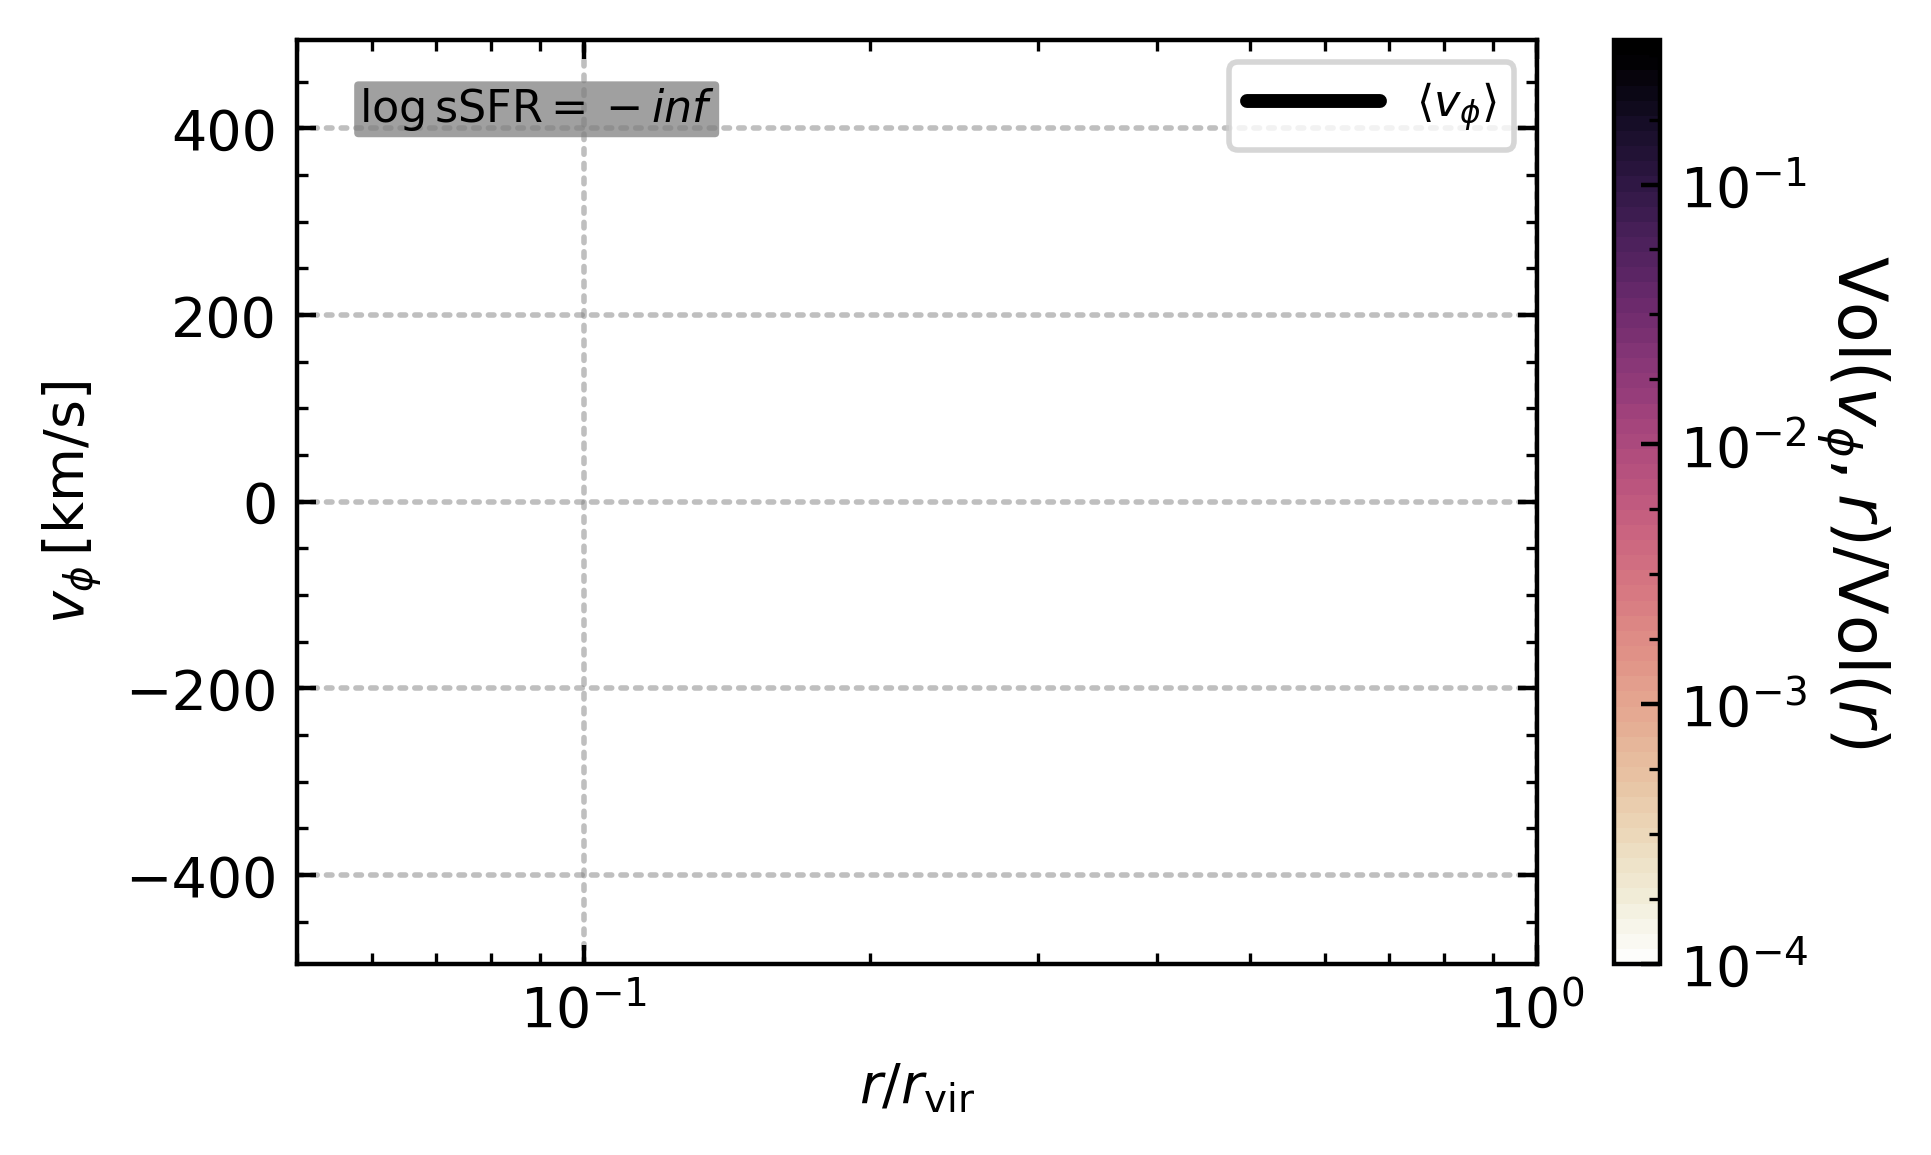 log sSFR = − inf
⟨v_ϕ⟩
400
200
0
−200
−400
v_ϕ [km/s]
10^−1
10^0
r/r_vir
10^−1
10^−2
10^−3
10^−4
Vol(v_ϕ, r)/Vol(r)